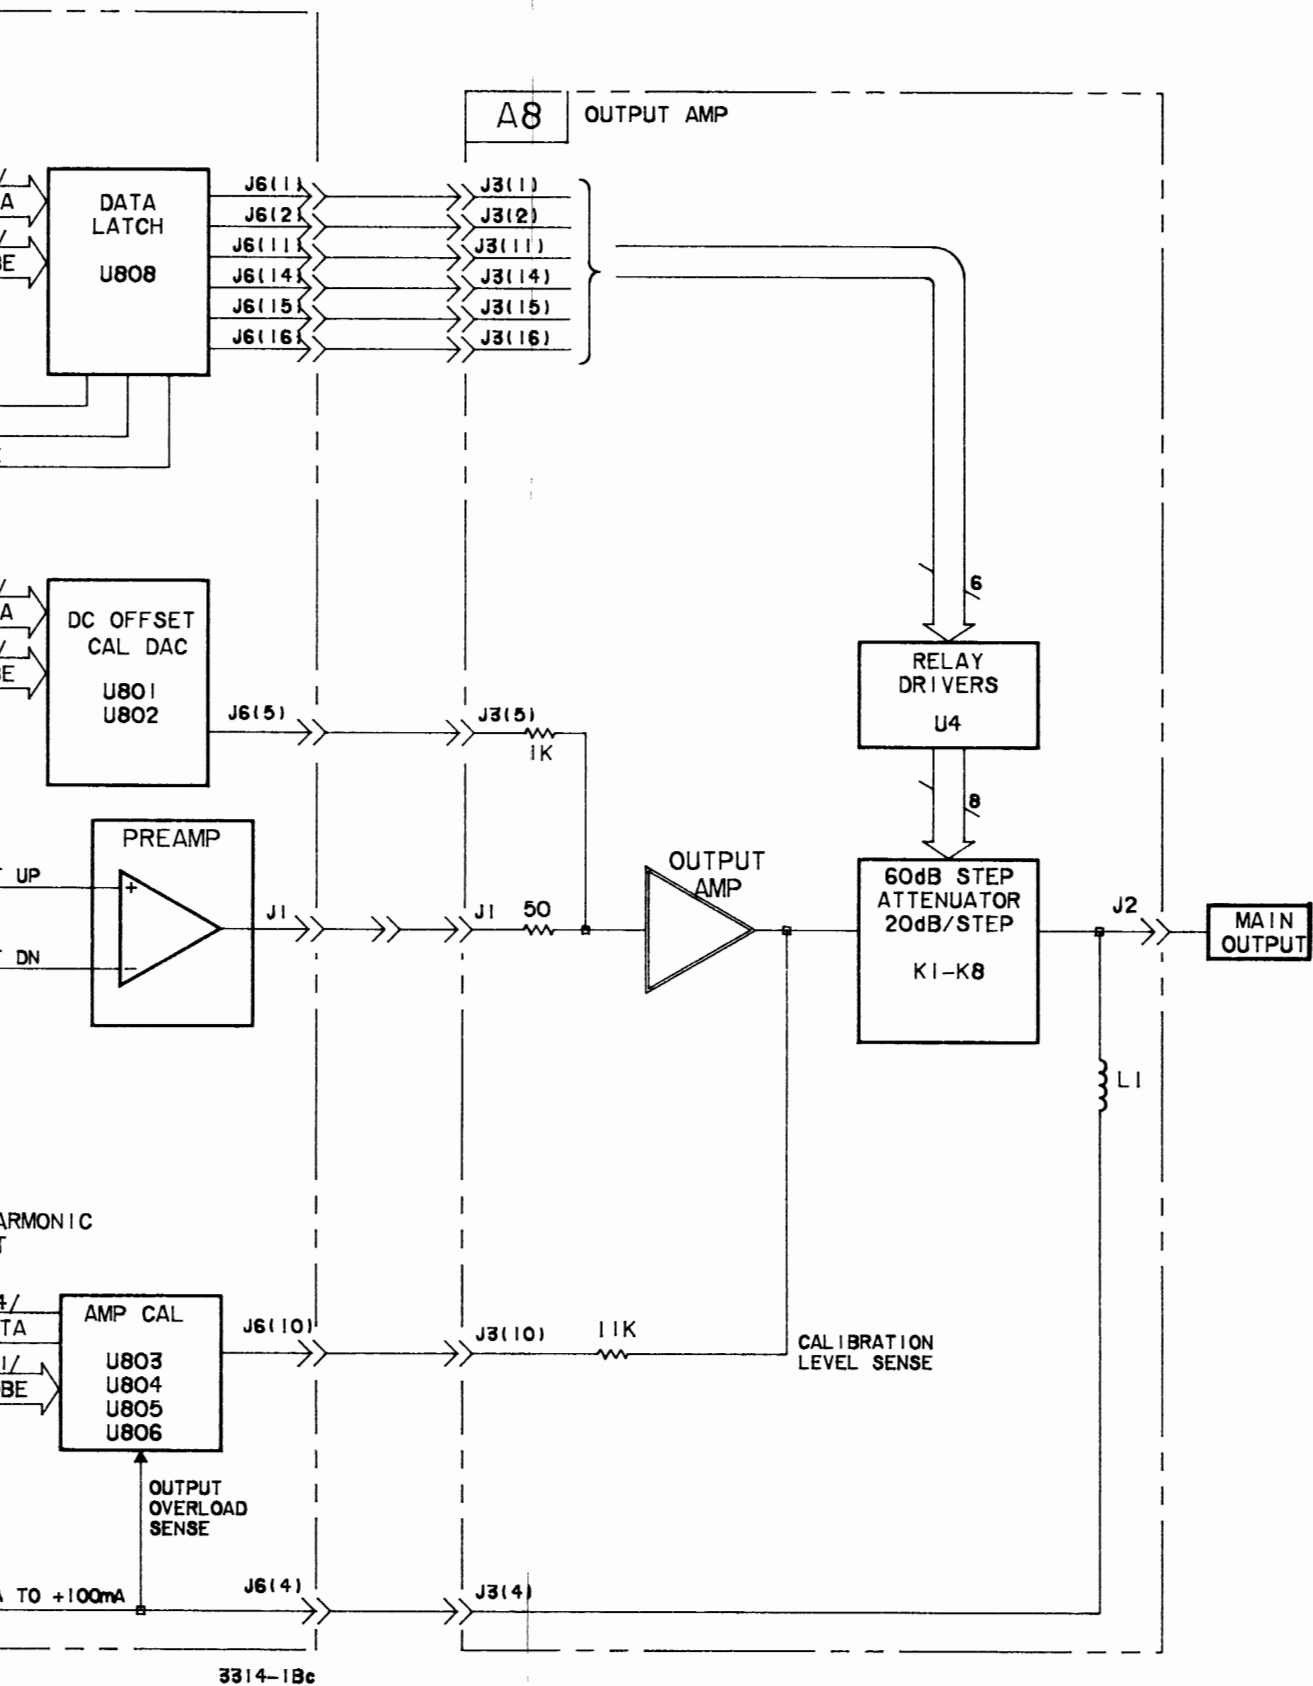 A8
OUTPUT AMP
A
BE
DATA
LATCH
U808
J6(1)
J6(2)
J6(11)
J6(14)
J6(15)
J6(16)
J3(1)
J3(2)
J3(11)
J3(14)
J3(15)
J3(16)
6
A
BE
DC OFFSET
CAL DAC
U801
U802
J6(5)
J3(5)
1K
RELAY
DRIVERS
U4
8
PREAMP
T UP
+
T DN
–
J1
J1
50
OUTPUT
AMP
60dB STEP
ATTENUATOR
20dB/STEP
K1–K8
J2
MAIN
OUTPUT
L1
ARMONIC
T
4/
TA
1/
BE
AMP CAL
U803
U804
U805
U806
J6(10)
J3(10)
11K
CALIBRATION
LEVEL SENSE
OUTPUT
OVERLOAD
SENSE
A TO +100mA
J6(4)
J3(4)
3314–1Bc